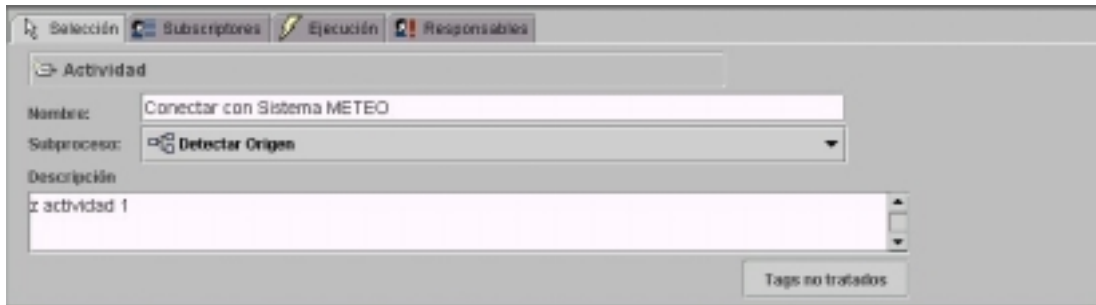 Selección Subscriptores Ejecución Responsables
Actividad
Nombre: Conectar con Sistema METEO
Subproceso: Detectar Origen
Descripción
z actividad 1
Tags no tratados